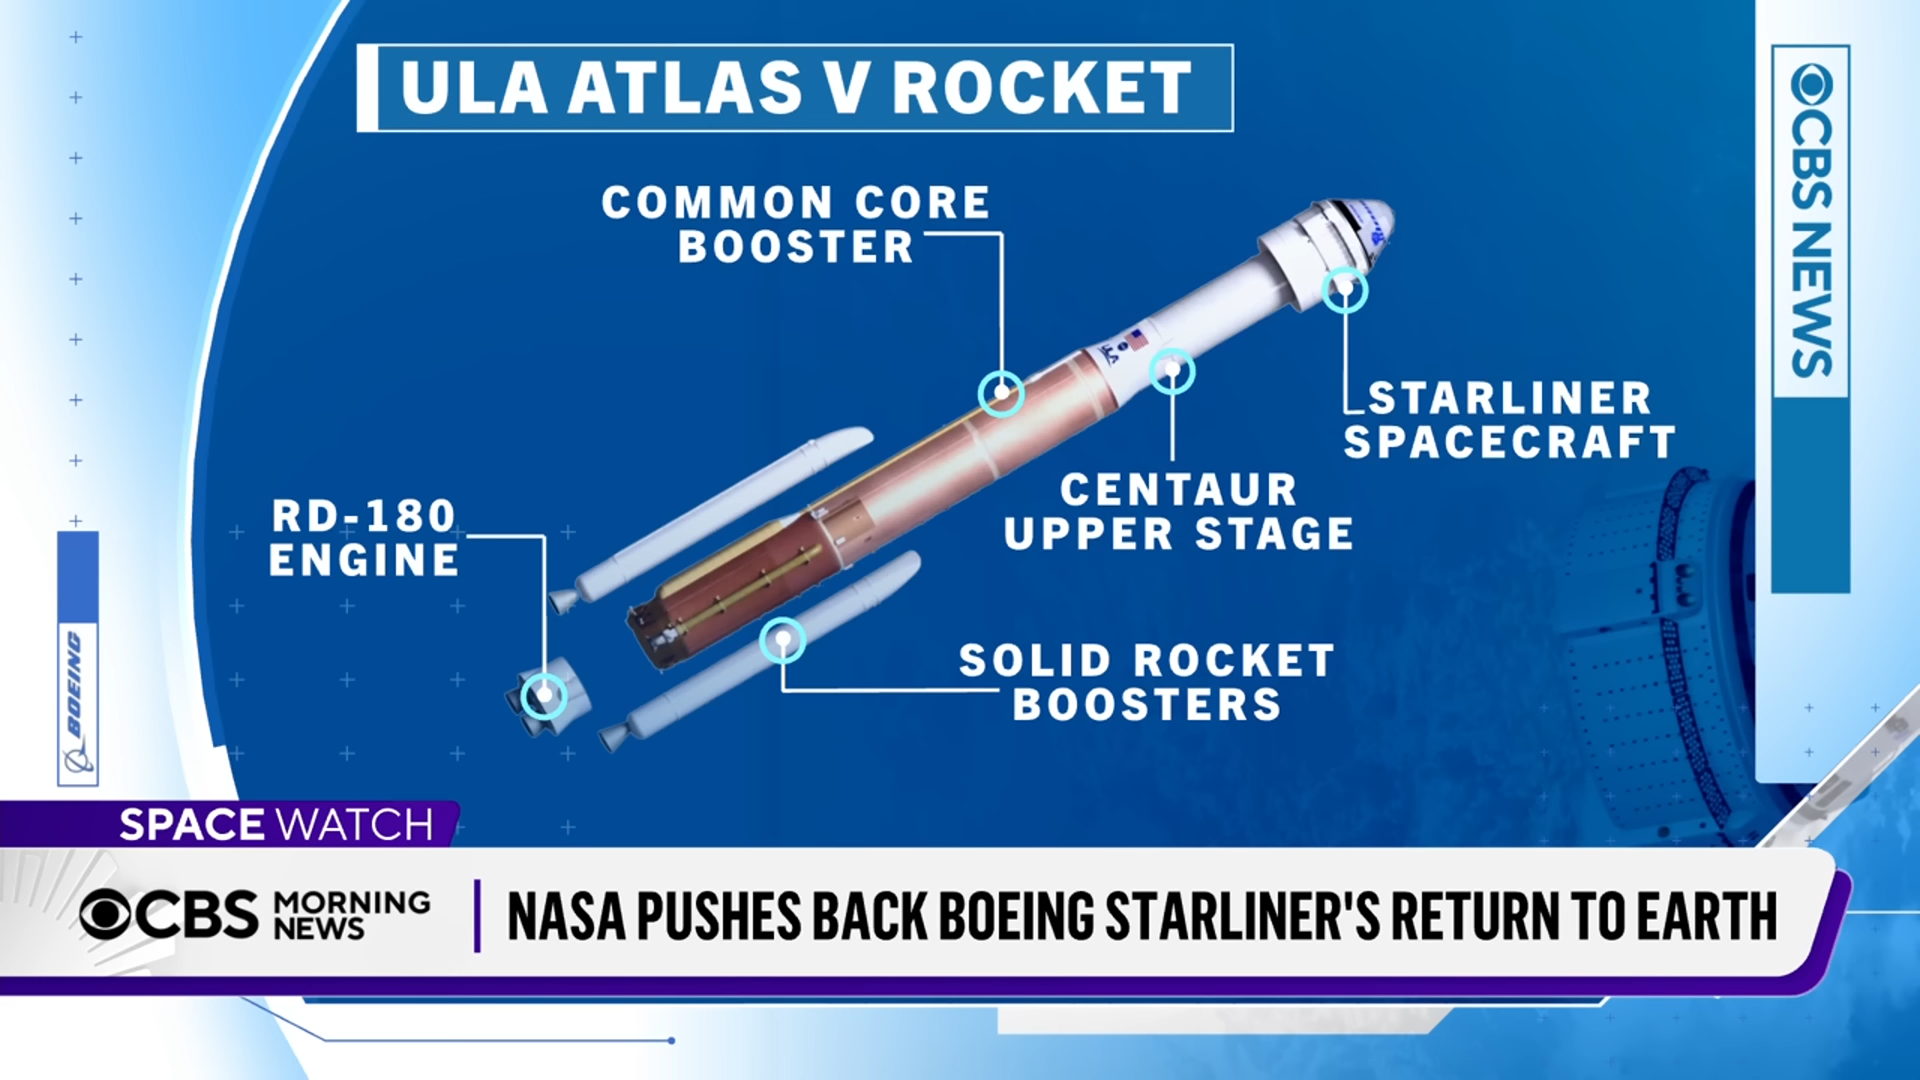 ULA ATLAS V ROCKET
COMMON CORE
BOOSTER
STARLINER
SPACECRAFT
CENTAUR
UPPER STAGE
RD-180
ENGINE
SOLID ROCKET
BOOSTERS
CBS NEWS
BOEING
ULA
SPACE WATCH
CBS MORNING
NEWS
NASA PUSHES BACK BOEING STARLINER'S RETURN TO EARTH